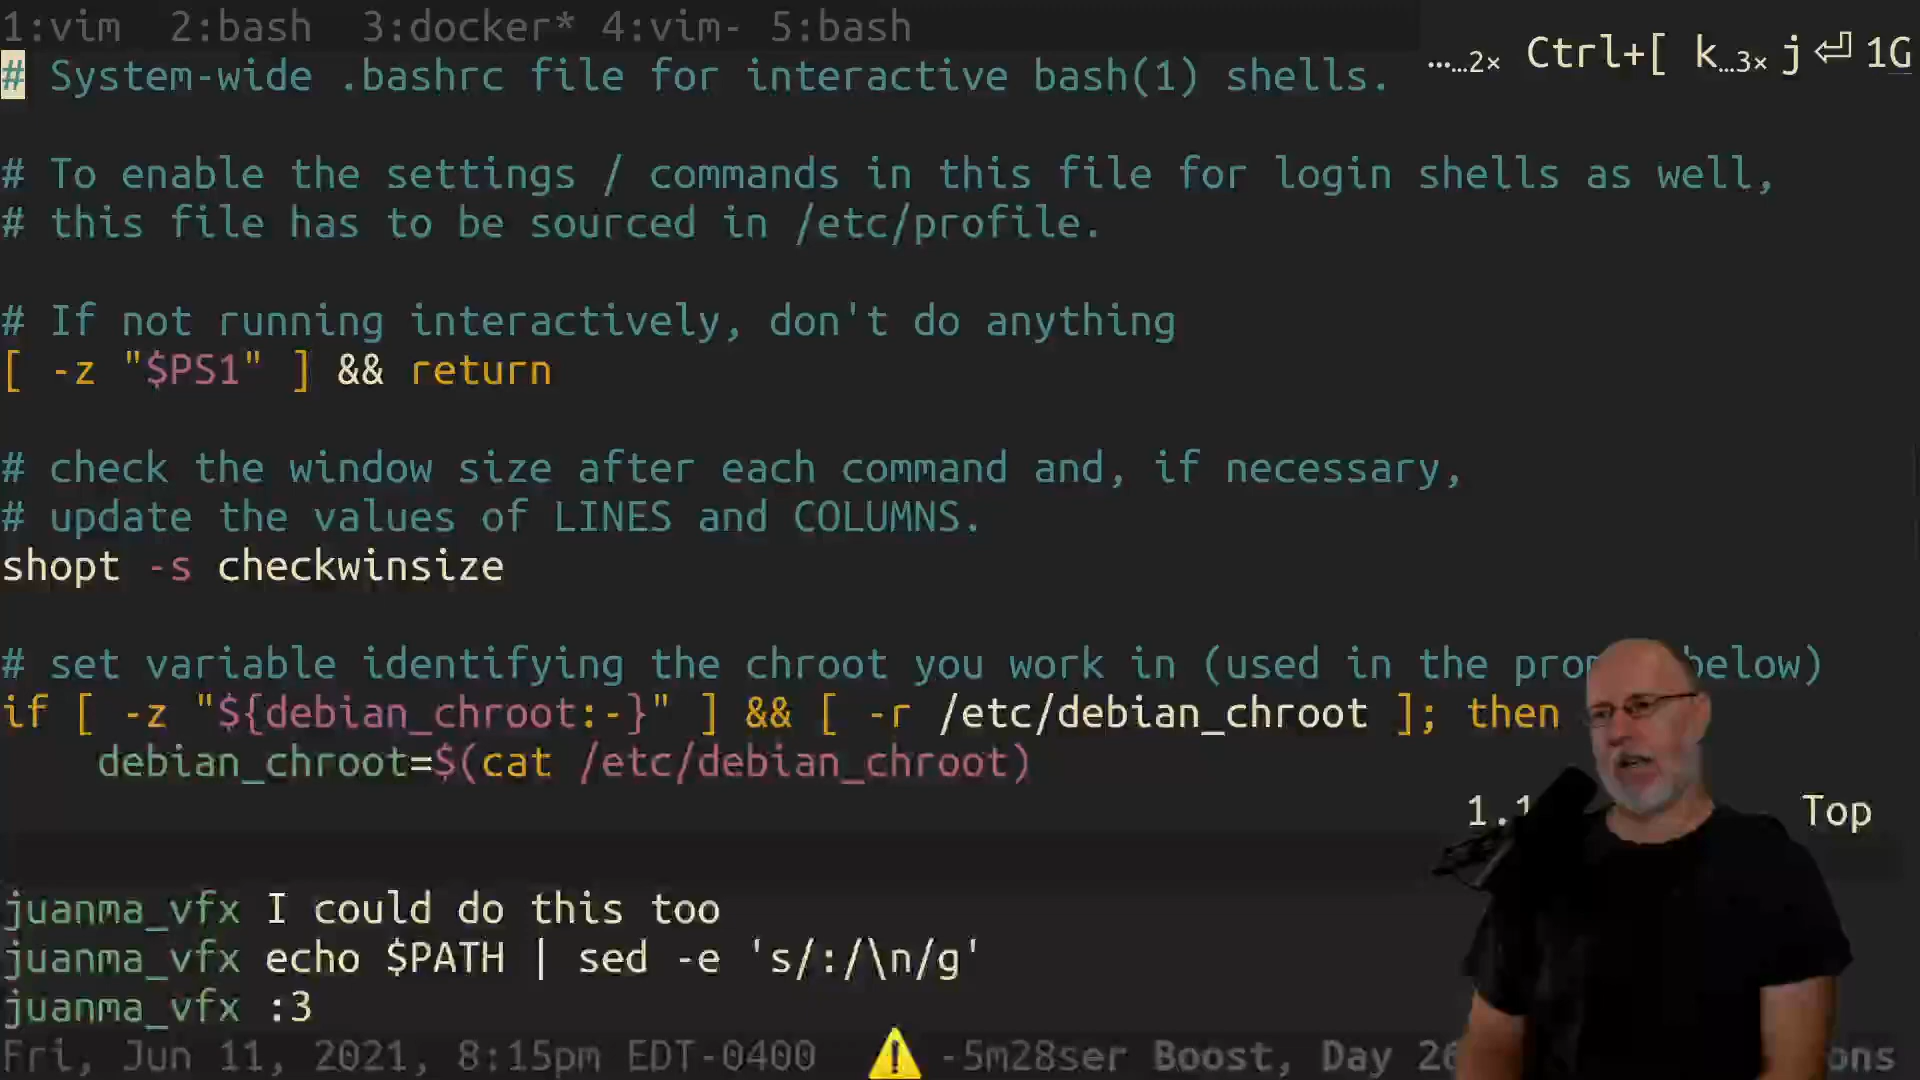 1:vim 2:bash 3:docker* 4:vim- 5:bash
……2× Ctrl+[ k…3× j⏎ 1G
# System-wide .bashrc file for interactive bash(1) shells.
# To enable the settings / commands in this file for login shells as well,
# this file has to be sourced in /etc/profile.
# If not running interactively, don't do anything
[ -z "$PS1" ] && return
# check the window size after each command and, if necessary,
# update the values of LINES and COLUMNS.
shopt -s checkwinsize
# set variable identifying the chroot you work in (used in the below)
if [ -z "${debian_chroot:-}" ] && [ -r /etc/debian_chroot ]; then
debian_chroot=$(cat /etc/debian_chroot)
Top
juanma_vfx I could do this too
juanma_vfx echo $PATH | sed -e 's/:/\n/g'
juanma_vfx :3
Fri, Jun 11, 2021, 8:15pm EDT-0400 ⚠ -5m28ser Boost, Day